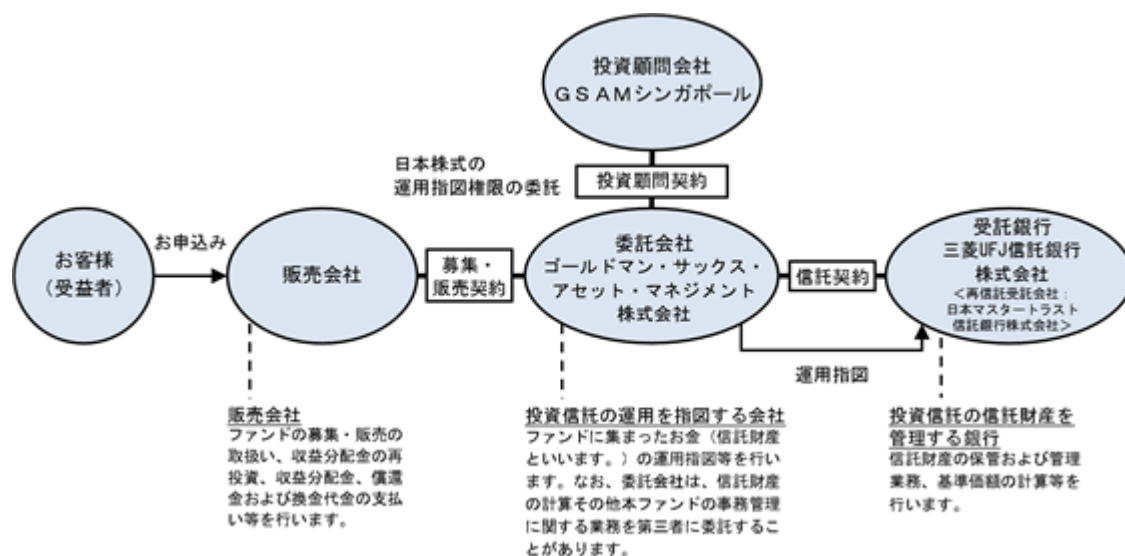 投資顧問会社
GSAMシンガポール
日本株式の
運用指図権限の委託
投資顧問契約
お客様
(受益者)
お申込み
販売会社
募集・
販売契約
委託会社
ゴールドマン・サックス・
アセット・マネジメント
株式会社
信託契約
受託銀行
三菱UFJ信託銀行
株式会社
<再信託受託会社:
日本マスタートラスト
信託銀行株式会社>
運用指図
販売会社
ファンドの募集・販売の
取扱い、収益分配金の再
投資、収益分配金、償還
金および換金代金の支払
い等を行います。
投資信託の運用を指図する会社
ファンドに集まったお金(信託財産
といいます。)の運用指図等を行い
ます。なお、委託会社は、信託財産
の計算その他本ファンドの事務管理
に関する業務を第三者に委託するこ
とがあります。
投資信託の信託財産を
管理する銀行
信託財産の保管および管理
業務、基準価額の計算等を
行います。